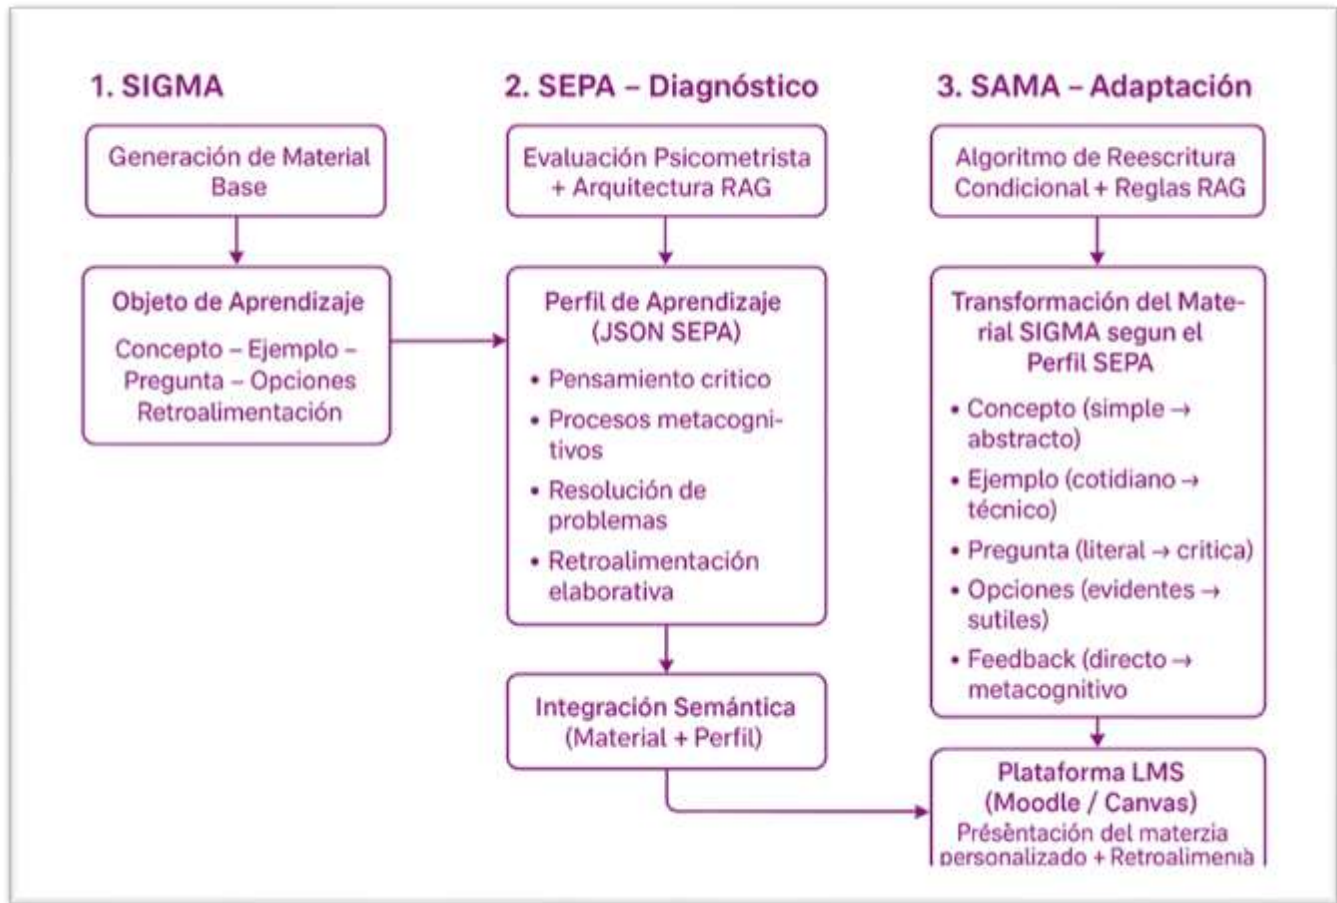 1. SIGMA
Generación de Material
Base
Objeto de Aprendizaje
Concepto – Ejemplo –
Pregunta – Opciones
Retroalimentación
2. SEPA – Diagnóstico
Evaluación Psicometrista
+ Arquitectura RAG
Perfil de Aprendizaje
(JSON SEPA)
• Pensamiento critico
• Procesos metacogni-
tivos
• Resolución de
problemas
• Retroalimentación
elaborativa
Integración Semántica
(Material + Perfil)
3. SAMA – Adaptación
Algoritmo de Reescritura
Condicional + Reglas RAG
Transformación del Mate-
rial SIGMA segun el
Perfil SEPA
• Concepto (simple →
abstracto)
• Ejemplo (cotidiano →
técnico)
• Pregunta (literal → critica)
• Opciones (evidentes →
sutiles)
• Feedback (directo →
metacognitivo
Plataforma LMS
(Moodle / Canvas)
Présèntación del materzia
personalizado + Retroalimenià